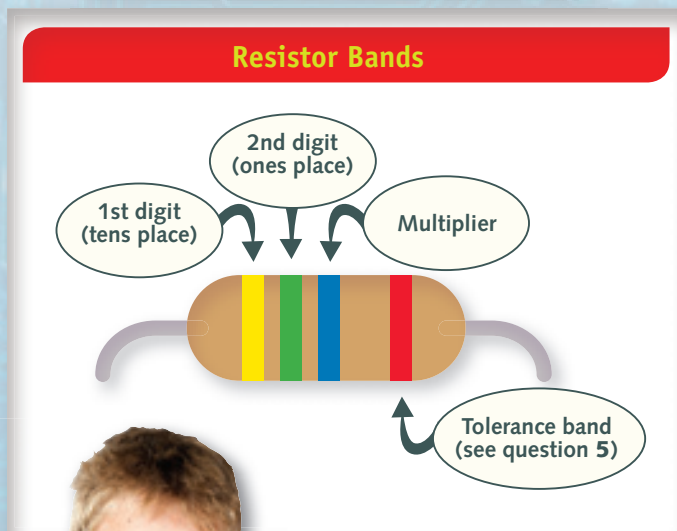 Resistor Bands
2nd digit
(ones place)
1st digit
(tens place)
Multiplier
Tolerance band
(see question 5)